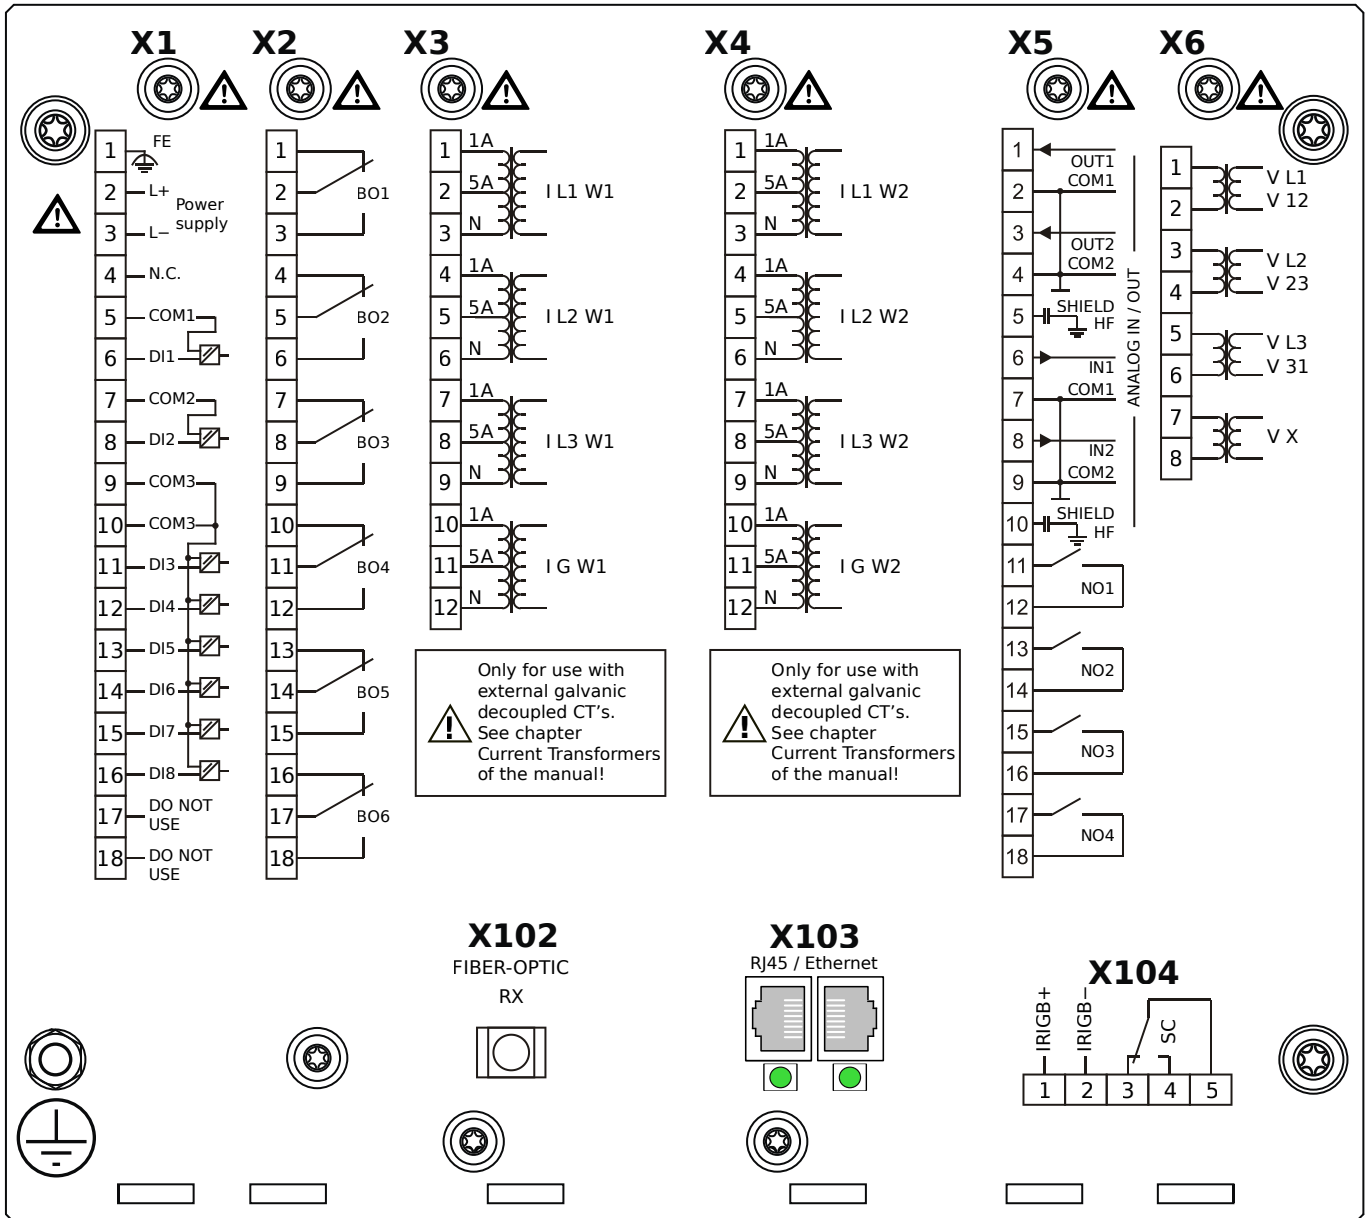 X1
X2
X3
X4
X5
X6
1
FE
2
L+
Power
supply
3
L−
4
N.C.
5
COM1
6
DI1
7
COM2
8
DI2
9
COM3
10
COM3
11
DI3
12
DI4
13
DI5
14
DI6
15
DI7
16
DI8
17
DO NOT
USE
18
DO NOT
USE
1
2
BO1
3
4
5
BO2
6
7
8
BO3
9
10
11
BO4
12
13
14
BO5
15
16
17
BO6
18
1
1A
2
5A
I L1 W1
3
N
4
1A
5
5A
I L2 W1
6
N
7
1A
8
5A
I L3 W1
9
N
10
1A
11
5A
I G W1
12
N
Only for use with
external galvanic
decoupled CT's.
See chapter
Current Transformers
of the manual!
1
1A
2
5A
I L1 W2
3
N
4
1A
5
5A
I L2 W2
6
N
7
1A
8
5A
I L3 W2
9
N
10
1A
11
5A
I G W2
12
N
Only for use with
external galvanic
decoupled CT's.
See chapter
Current Transformers
of the manual!
1
OUT1
2
COM1
3
OUT2
4
COM2
5
SHIELD
HF
6
IN1
7
COM1
8
IN2
9
COM2
10
SHIELD
HF
ANALOG IN / OUT
11
NO1
12
13
NO2
14
15
NO3
16
17
NO4
18
1
V L1
2
V 12
3
V L2
4
V 23
5
V L3
6
V 31
7
V X
8
X102
FIBER-OPTIC
RX
X103
RJ45 / Ethernet
X104
IRIGB+
IRIGB−
SC
1
2
3
4
5